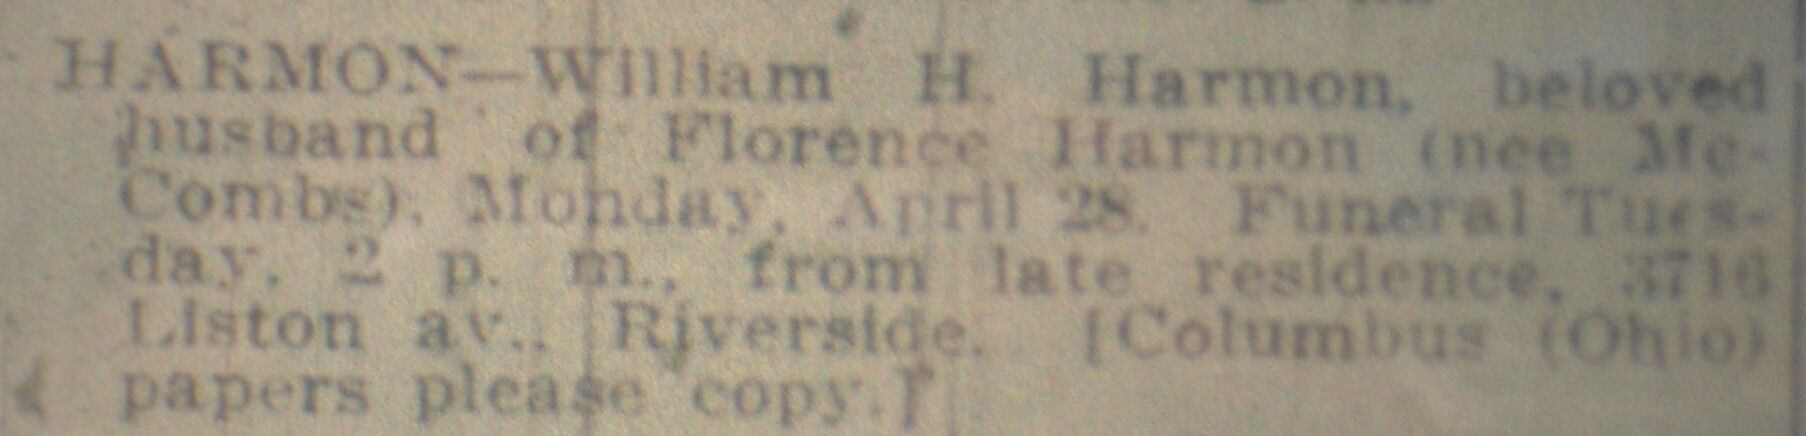 HARMON—William H. Harmon, beloved
husband of Florence Harmon (nee Mc-
Combs), Monday, April 28. Funeral Tues-
day, 2 p. m., from late residence, 3716
Liston av., Riverside. [Columbus (Ohio)
papers please copy.]